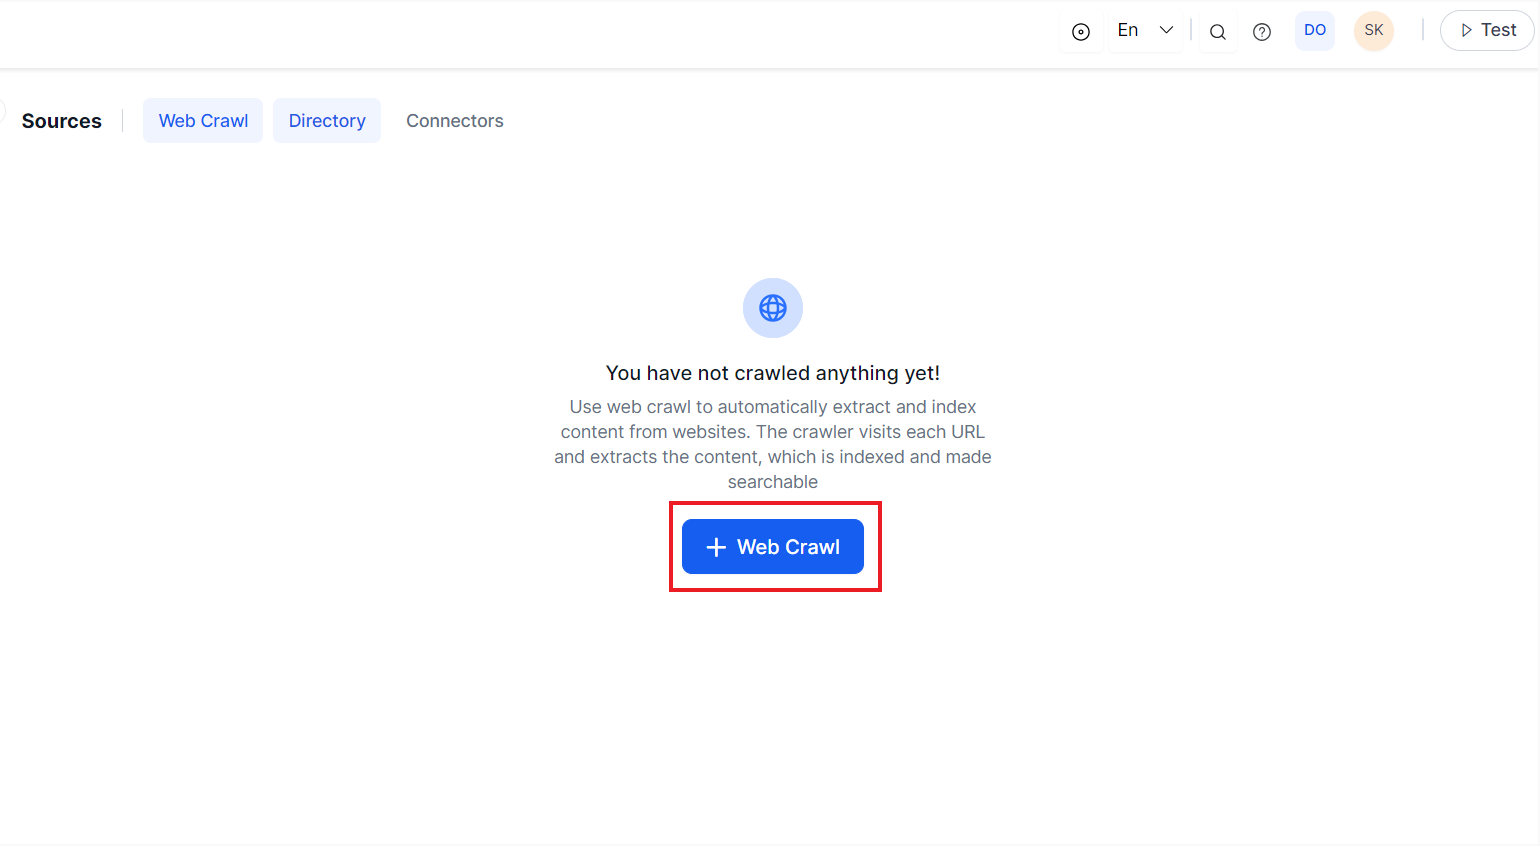 En
DO
SK
Test
Sources
Web Crawl
Directory
Connectors
You have not crawled anything yet!
Use web crawl to automatically extract and index
content from websites. The crawler visits each URL
and extracts the content, which is indexed and made
searchable
+ Web Crawl